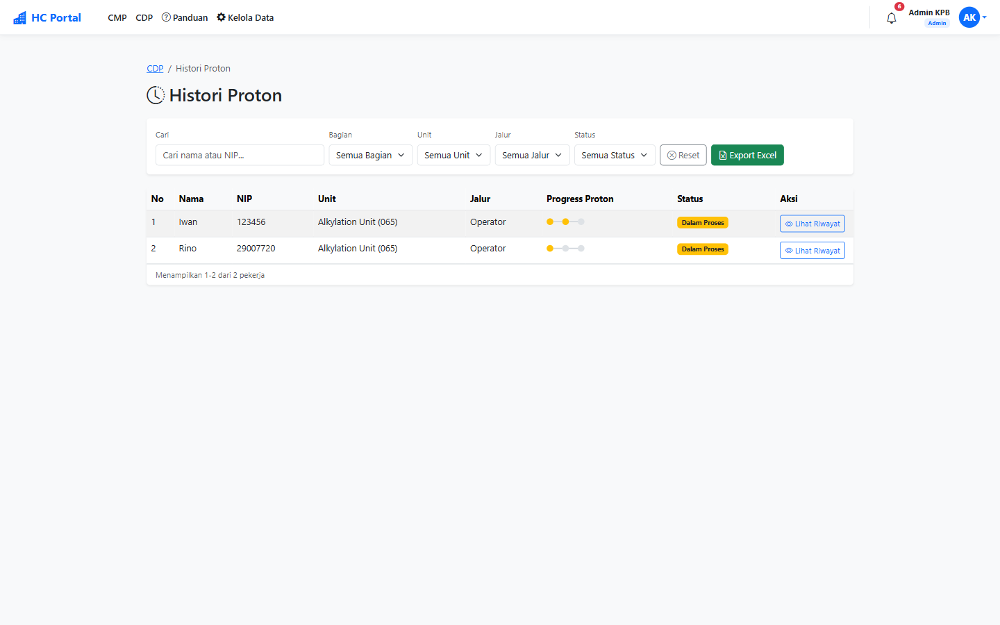 HC Portal CMP CDP Panduan Kelola Data 6 Admin KPB Admin AK
CDP / Histori Proton
Histori Proton
Cari Bagian Unit Jalur Status
Cari nama atau NIP... Semua Bagian Semua Unit Semua Jalur Semua Status Reset Export Excel
No Nama NIP Unit Jalur Progress Proton Status Aksi
1 Iwan 123456 Alkylation Unit (065) Operator Dalam Proses Lihat Riwayat
2 Rino 29007720 Alkylation Unit (065) Operator Dalam Proses Lihat Riwayat
Menampilkan 1-2 dari 2 pekerja